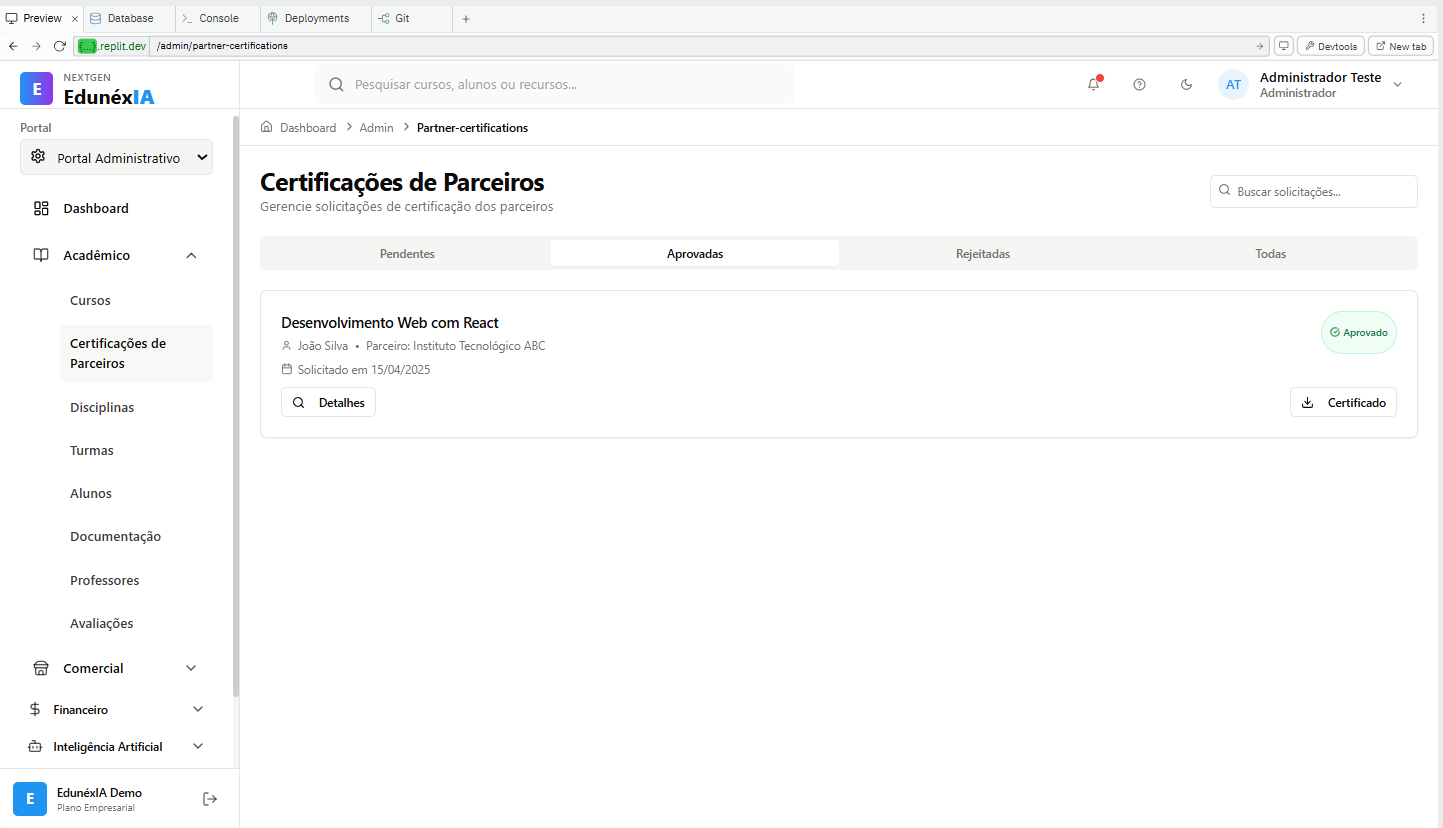 Preview
Database
Console
Deployments
Git
{...}.replit.dev
/admin/partner-certifications
Devtools
New tab
E
NEXTGEN
EdunéxIA
Pesquisar cursos, alunos ou recursos...
AT
Administrador Teste
Administrador
Portal
Portal Administrativo
Dashboard
Acadêmico
Cursos
Certificações de
Parceiros
Disciplinas
Turmas
Alunos
Documentação
Professores
Avaliações
Comercial
Financeiro
Inteligência Artificial
E
EdunéxIA Demo
Plano Empresarial
Dashboard > Admin > Partner-certifications
Certificações de Parceiros
Gerencie solicitações de certificação dos parceiros
Buscar solicitações...
Pendentes
Aprovadas
Rejeitadas
Todas
Desenvolvimento Web com React
João Silva • Parceiro: Instituto Tecnológico ABC
Solicitado em 15/04/2025
Aprovado
Detalhes
Certificado